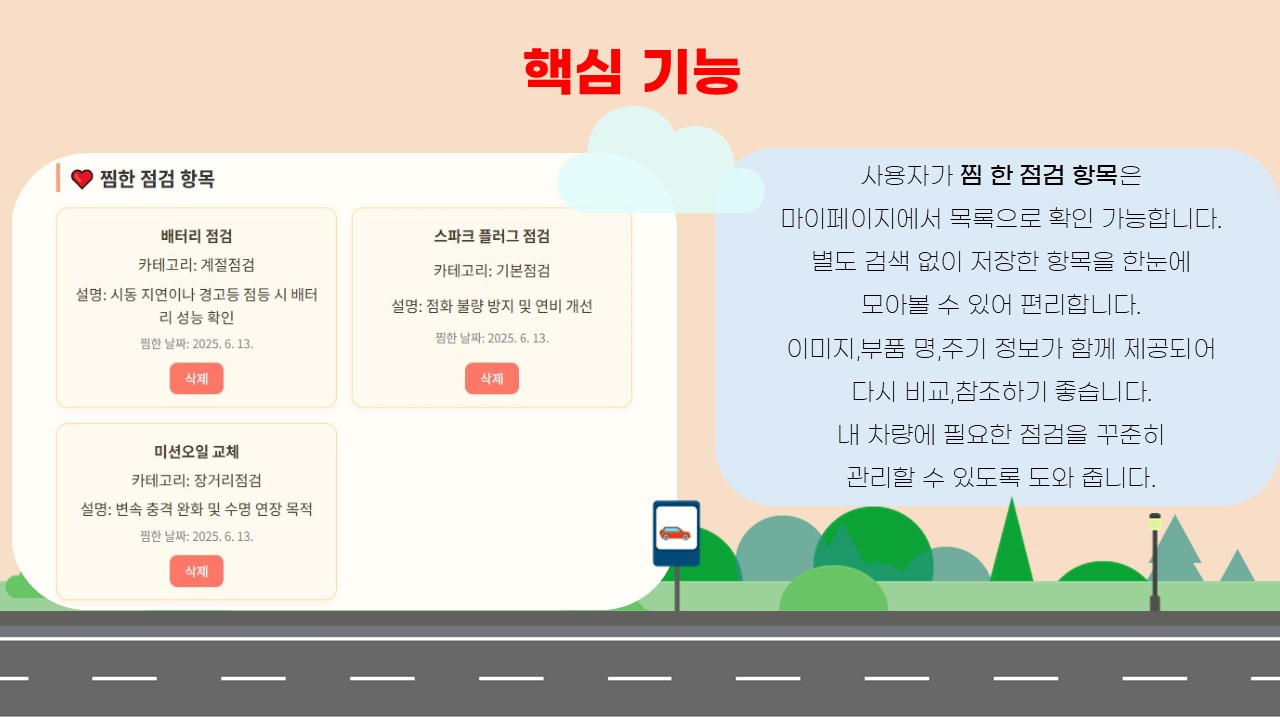 핵심 기능
찜한 점검 항목
배터리 점검
카테고리: 계절점검
설명: 시동 지연이나 경고등 점등 시 배터
리 성능 확인
찜한 날짜: 2025. 6. 13.
삭제
스파크 플러그 점검
카테고리: 기본점검
설명: 점화 불량 방지 및 연비 개선
찜한 날짜: 2025. 6. 13.
삭제
미션오일 교체
카테고리: 장거리점검
설명: 변속 충격 완화 및 수명 연장 목적
찜한 날짜: 2025. 6. 13.
삭제
사용자가 찜 한 점검 항목은
마이페이지에서 목록으로 확인 가능합니다.
별도 검색 없이 저장한 항목을 한눈에
모아볼 수 있어 편리합니다.
이미지,부품 명,주기 정보가 함께 제공되어
다시 비교,참조하기 좋습니다.
내 차량에 필요한 점검을 꾸준히
관리할 수 있도록 도와 줍니다.